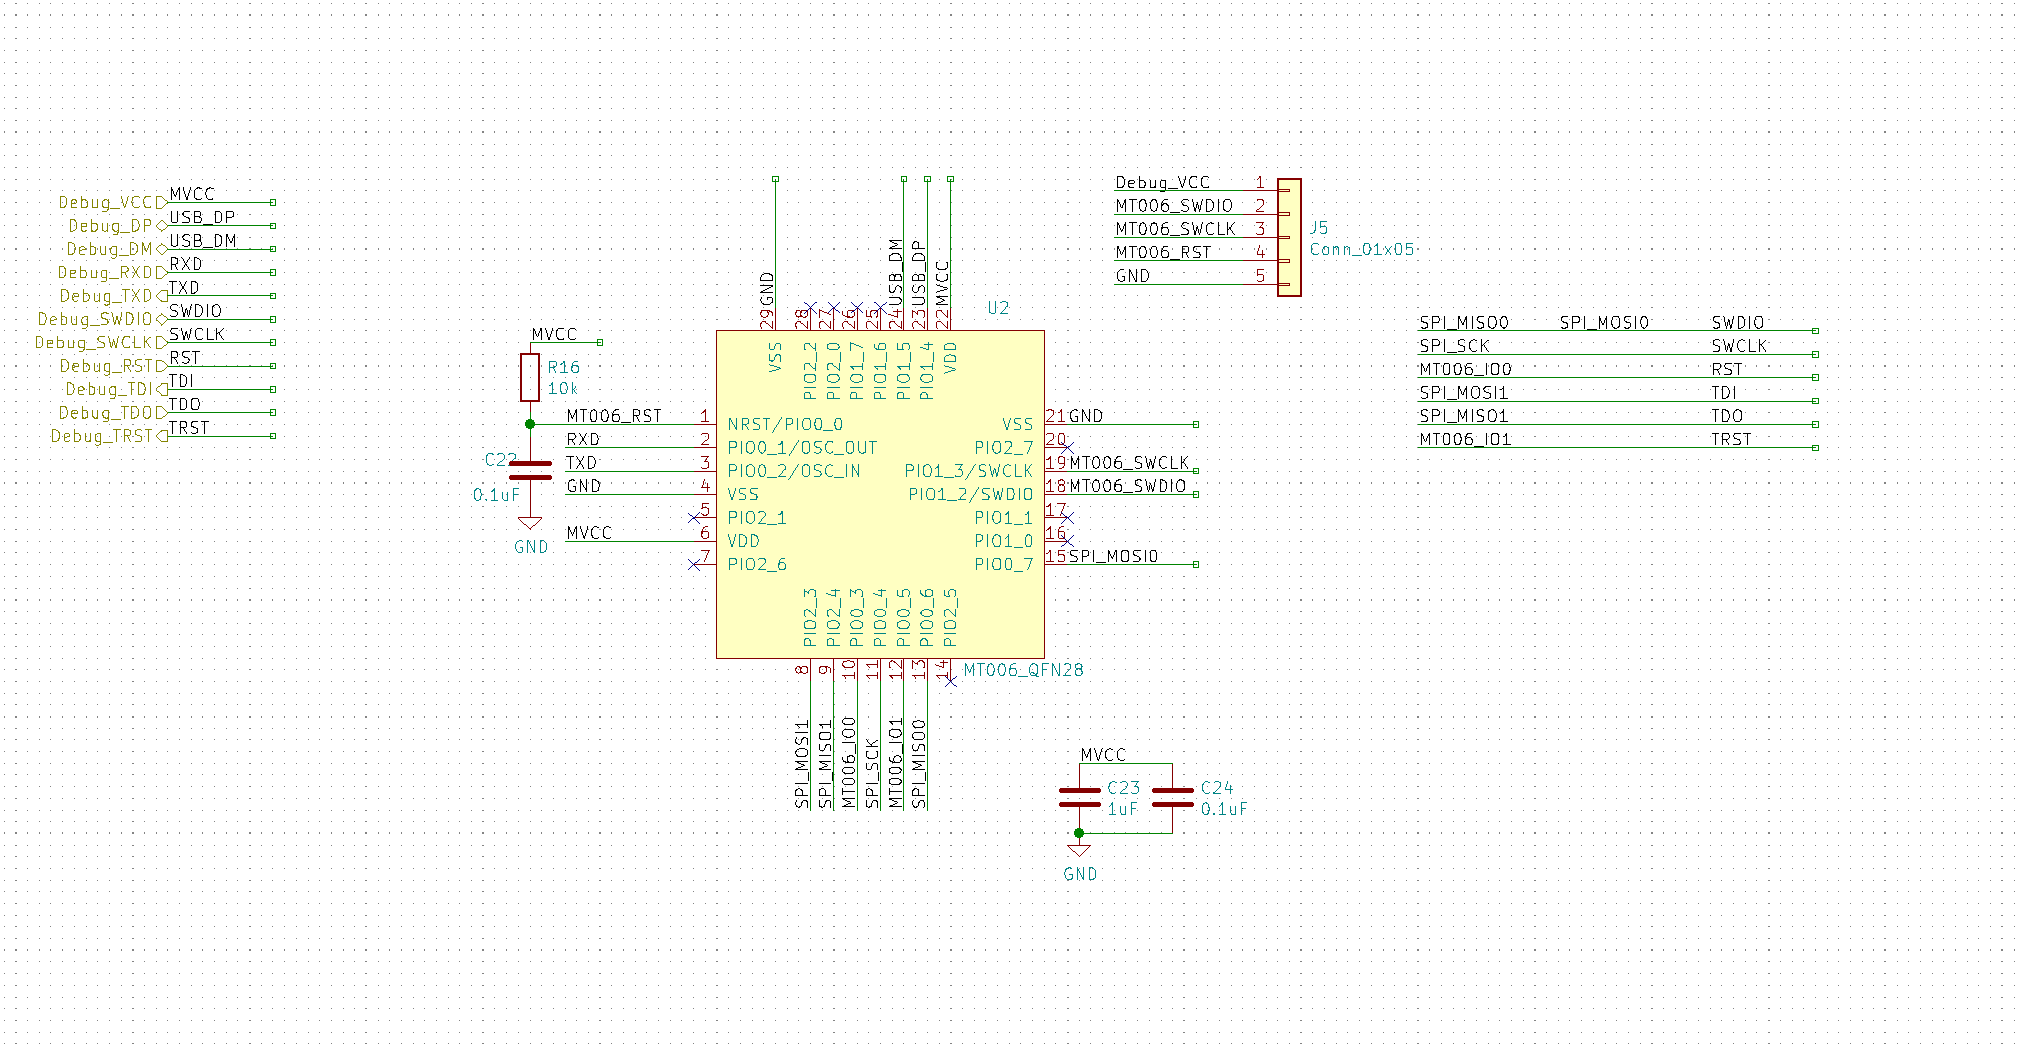 Debug_VCC MVCC
Debug_DP USB_DP
Debug_DM USB_DM
Debug_RXD RXD
Debug_TXD TXD
Debug_SWDIO SWDIO
Debug_SWCLK SWCLK
Debug_RST RST
Debug_TDI TDI
Debug_TDO TDO
Debug_TRST TRST
MVCC
R16
10k
C22
0.1uF
GND
MT006_RST 1 NRST/PIO0_0
RXD 2 PIO0_1/OSC_OUT
TXD 3 PIO0_2/OSC_IN
GND 4 VSS
5 PIO2_1
MVCC 6 VDD
7 PIO2_6
29 GND VSS
28 PIO2_2
27 PIO2_0
26 PIO1_7
25 PIO1_6
24 USB_DM PIO1_5
23 USB_DP PIO1_4
22 MVCC VDD
U2
VSS 21 GND
PIO2_7 20
PIO1_3/SWCLK 19 MT006_SWCLK
PIO1_2/SWDIO 18 MT006_SWDIO
PIO1_1 17
PIO1_0 16
PIO0_7 15 SPI_MOSI0
PIO2_3 8 SPI_MOSI1
PIO2_4 9 SPI_MISO1
PIO0_3 10 MT006_IO0
PIO0_4 11 SPI_SCK
PIO0_5 12 MT006_IO1
PIO0_6 13 SPI_MISO0
PIO2_5 14
MT006_QFN28
Debug_VCC 1
MT006_SWDIO 2
MT006_SWCLK 3
MT006_RST 4
GND 5
J5
Conn_01x05
SPI_MISO0 SPI_MOSI0 SWDIO
SPI_SCK SWCLK
MT006_IO0 RST
SPI_MOSI1 TDI
SPI_MISO1 TDO
MT006_IO1 TRST
MVCC
C23
1uF
C24
0.1uF
GND